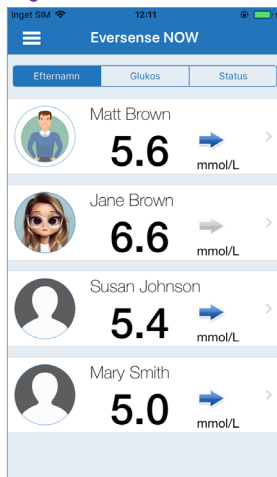 Inget SIM 12:11
Eversense NOW
Efternamn Glukos Status
Matt Brown
5.6
mmol/L
Jane Brown
6.6
mmol/L
Susan Johnson
5.4
mmol/L
Mary Smith
5.0
mmol/L